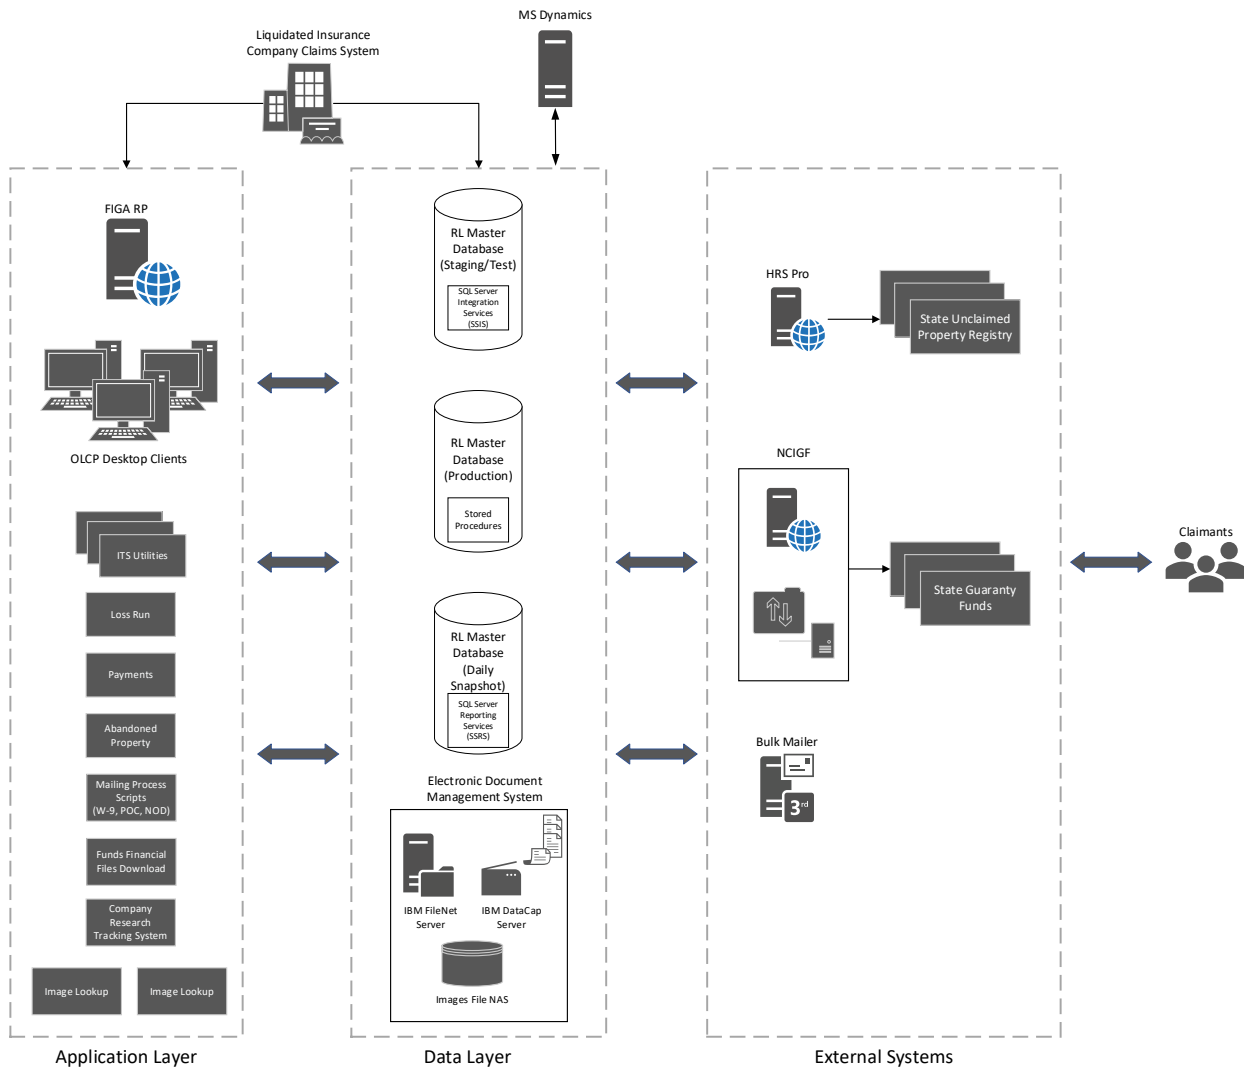 MS Dynamics
Liquidated Insurance
Company Claims System
FIGA RP
OLCP Desktop Clients
ITS Utilities
Loss Run
Payments
Abandoned
Property
Mailing Process
Scripts
(W-9, POC, NOD)
Funds Financial
Files Download
Company
Research
Tracking System
Image Lookup
Image Lookup
Application Layer
RL Master
Database
(Staging/Test)
SQL Server
Integration
Services
(SSIS)
RL Master
Database
(Production)
Stored
Procedures
RL Master
Database
(Daily
Snapshot)
SQL Server
Reporting
Services
(SSRS)
Electronic Document
Management System
IBM FileNet
Server
IBM DataCap
Server
Images File NAS
Data Layer
HRS Pro
State Unclaimed
Property Registry
NCIGF
State Guaranty
Funds
Bulk Mailer
3rd
External Systems
Claimants